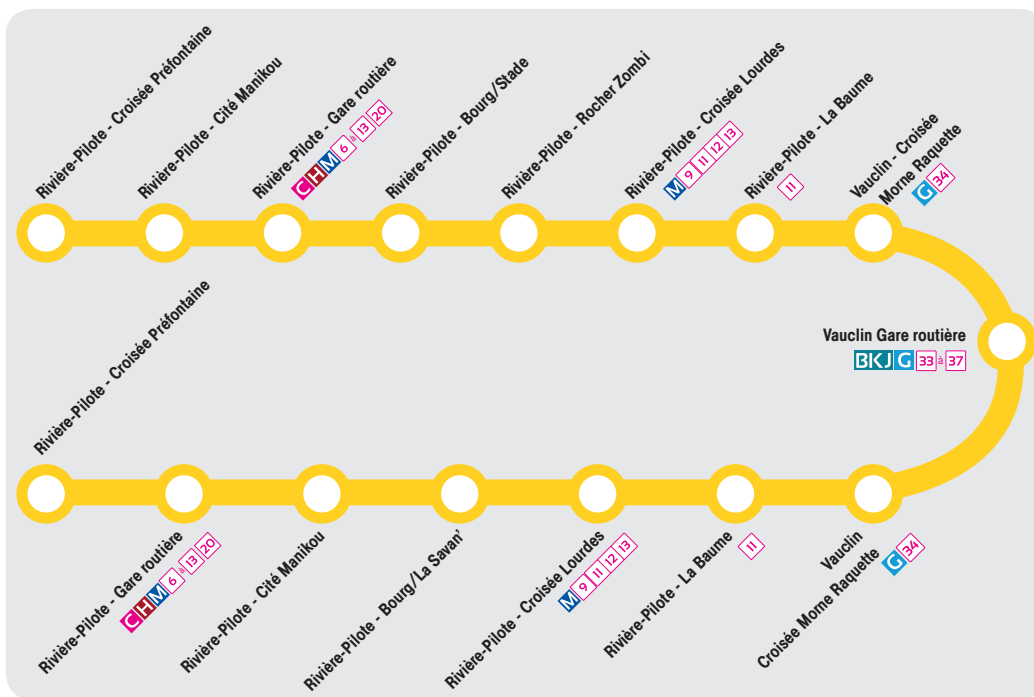 Rivière-Pilote - Croisée Préfontaine
Rivière-Pilote - Cité Manikou
Rivière-Pilote - Gare routière
C H M 6 à 13 20
Rivière-Pilote - Bourg/Stade
Rivière-Pilote - Rocher Zombi
Rivière-Pilote - Croisée Lourdes
M 9 11 12 13
Rivière-Pilote - La Baume
11
Vauclin - Croisée
Morne Raquette
G 34
Vauclin Gare routière
BKJ G 33 à 37
Rivière-Pilote - Croisée Préfontaine
Rivière-Pilote - Gare routière
C H M 6 à 13 20
Rivière-Pilote - Cité Manikou
Rivière-Pilote - Bourg/La Savan'
Rivière-Pilote - Croisée Lourdes
M 9 11 12 13
Rivière-Pilote - La Baume
11
Vauclin
Croisée Morne Raquette
G 34